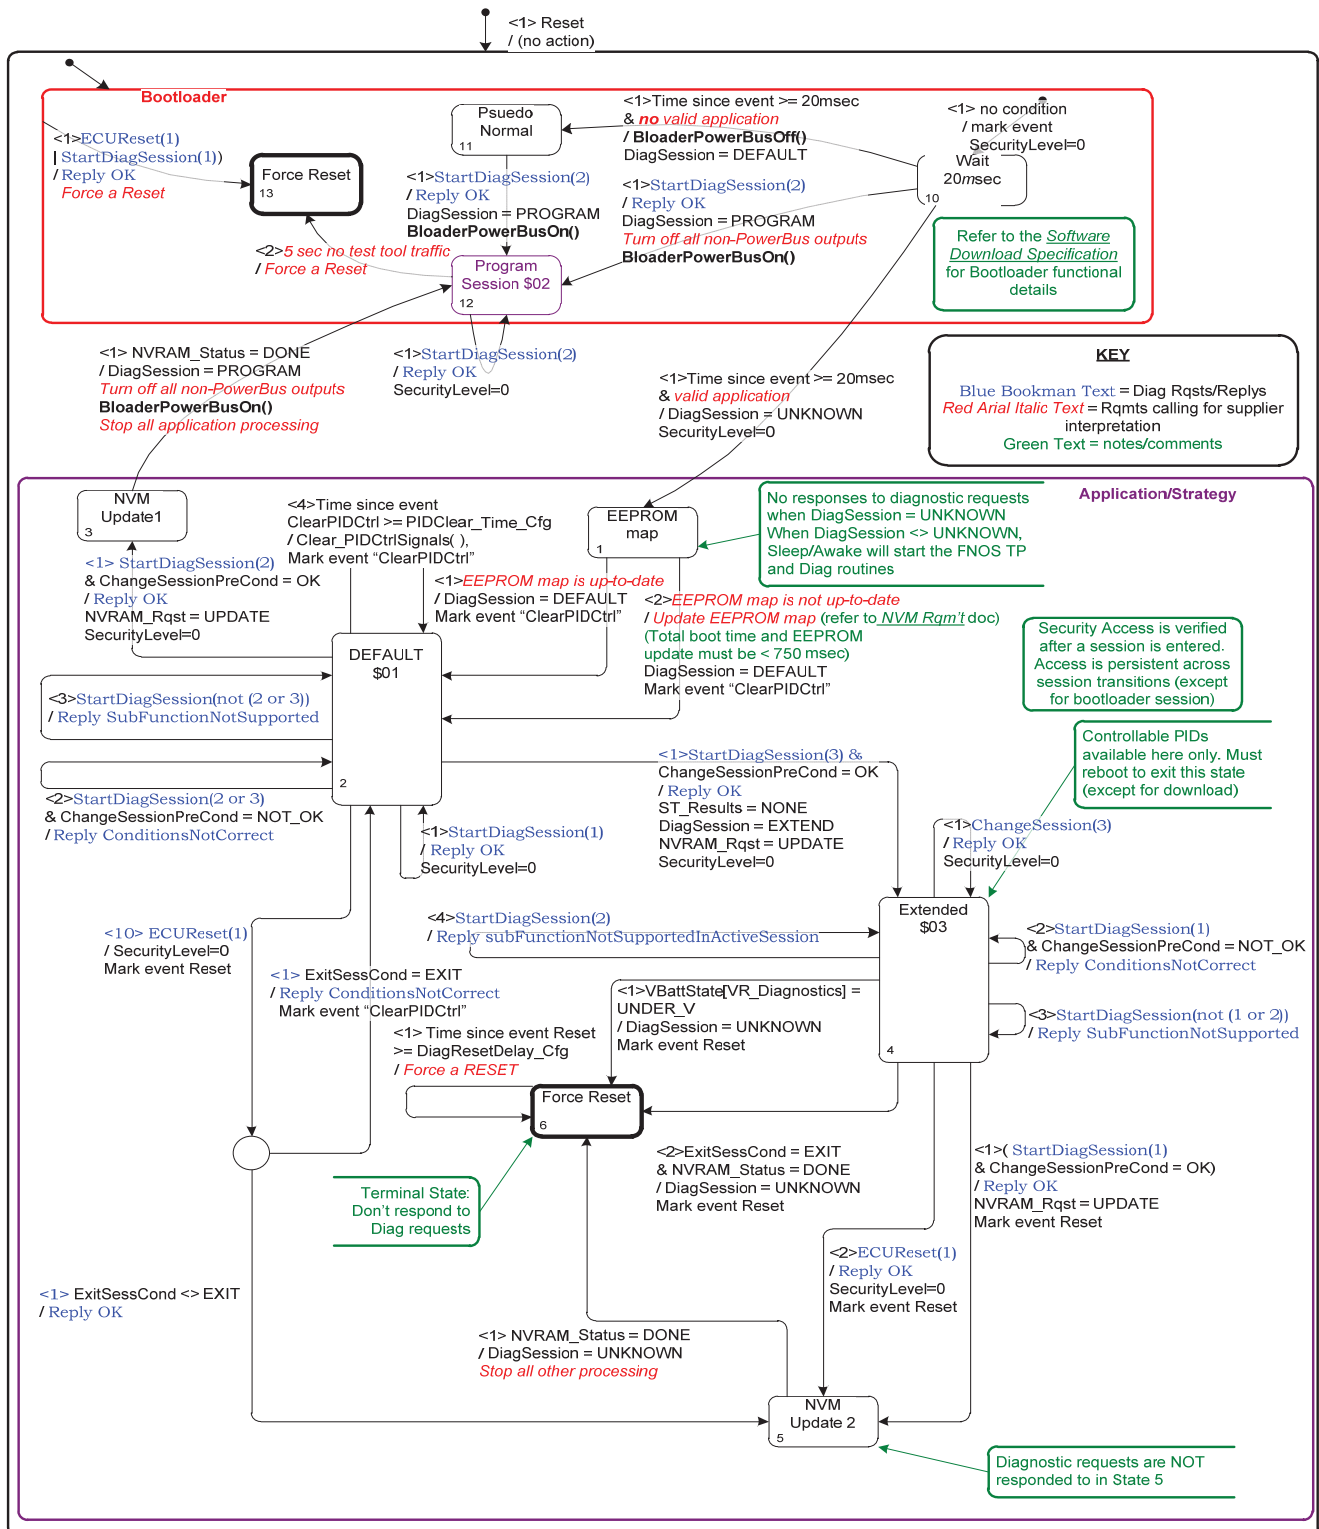 <1> Reset
/ (no action)
Bootloader
<1>ECUReset(1)
| StartDiagSession(1))
/ Reply OK
Force a Reset
Force Reset
13
Psuedo
Normal
11
<1>Time since event >= 20msec
& no valid application
/ BloaderPowerBusOff()
DiagSession = DEFAULT
<1> no condition
/ mark event
SecurityLevel=0
Wait
20msec
10
<1>StartDiagSession(2)
/ Reply OK
DiagSession = PROGRAM
BloaderPowerBusOn()
<1>StartDiagSession(2)
/ Reply OK
DiagSession = PROGRAM
Turn off all non-PowerBus outputs
BloaderPowerBusOn()
<2>5 sec no test tool traffic
/ Force a Reset
Program
Session $02
12
Refer to the Software
Download Specification
for Bootloader functional
details
<1> NVRAM_Status = DONE
/ DiagSession = PROGRAM
Turn off all non-PowerBus outputs
BloaderPowerBusOn()
Stop all application processing
<1>StartDiagSession(2)
/ Reply OK
SecurityLevel=0
<1>Time since event >= 20msec
& valid application
/ DiagSession = UNKNOWN
SecurityLevel=0
KEY
Blue Bookman Text = Diag Rqsts/Replys
Red Arial Italic Text = Rqmts calling for supplier
interpretation
Green Text = notes/comments
Application/Strategy
NVM
Update1
3
<4>Time since event
ClearPIDCtrl >= PIDClear_Time_Cfg
/ Clear_PIDCtrlSignals( ),
Mark event “ClearPIDCtrl”
EEPROM
map
1
No responses to diagnostic requests
when DiagSession = UNKNOWN
When DiagSession <> UNKNOWN,
Sleep/Awake will start the FNOS TP
and Diag routines
<1> StartDiagSession(2)
& ChangeSessionPreCond = OK
/ Reply OK
NVRAM_Rqst = UPDATE
SecurityLevel=0
<1>EEPROM map is up-to-date
/ DiagSession = DEFAULT
Mark event “ClearPIDCtrl”
<2>EEPROM map is not up-to-date
/ Update EEPROM map (refer to NVM Rqm't doc)
(Total boot time and EEPROM
update must be < 750 msec)
DiagSession = DEFAULT
Mark event “ClearPIDCtrl”
Security Access is verified
after a session is entered.
Access is persistent across
session transitions (except
for bootloader session)
DEFAULT
$01
2
<3>StartDiagSession(not (2 or 3))
/ Reply SubFunctionNotSupported
<2>StartDiagSession(2 or 3)
& ChangeSessionPreCond = NOT_OK
/ Reply ConditionsNotCorrect
<1>StartDiagSession(3) &
ChangeSessionPreCond = OK
/ Reply OK
ST_Results = NONE
DiagSession = EXTEND
NVRAM_Rqst = UPDATE
SecurityLevel=0
Controllable PIDs
available here only. Must
reboot to exit this state
(except for download)
<1>StartDiagSession(1)
/ Reply OK
SecurityLevel=0
<1>ChangeSession(3)
/ Reply OK
SecurityLevel=0
Extended
$03
4
<4>StartDiagSession(2)
/ Reply subFunctionNotSupportedInActiveSession
<2>StartDiagSession(1)
& ChangeSessionPreCond = NOT_OK
/ Reply ConditionsNotCorrect
<10> ECUReset(1)
/ SecurityLevel=0
Mark event Reset
<1> ExitSessCond = EXIT
/ Reply ConditionsNotCorrect
Mark event “ClearPIDCtrl”
<1>VBattState[VR_Diagnostics] =
UNDER_V
/ DiagSession = UNKNOWN
Mark event Reset
<3>StartDiagSession(not (1 or 2))
/ Reply SubFunctionNotSupported
<1> Time since event Reset
>= DiagResetDelay_Cfg
/ Force a RESET
Force Reset
6
<2>ExitSessCond = EXIT
& NVRAM_Status = DONE
/ DiagSession = UNKNOWN
Mark event Reset
<1>( StartDiagSession(1)
& ChangeSessionPreCond = OK)
/ Reply OK
NVRAM_Rqst = UPDATE
Mark event Reset
Terminal State:
Don't respond to
Diag requests
<2>ECUReset(1)
/ Reply OK
SecurityLevel=0
Mark event Reset
<1> ExitSessCond <> EXIT
/ Reply OK
<1> NVRAM_Status = DONE
/ DiagSession = UNKNOWN
Stop all other processing
NVM
Update 2
5
Diagnostic requests are NOT
responded to in State 5